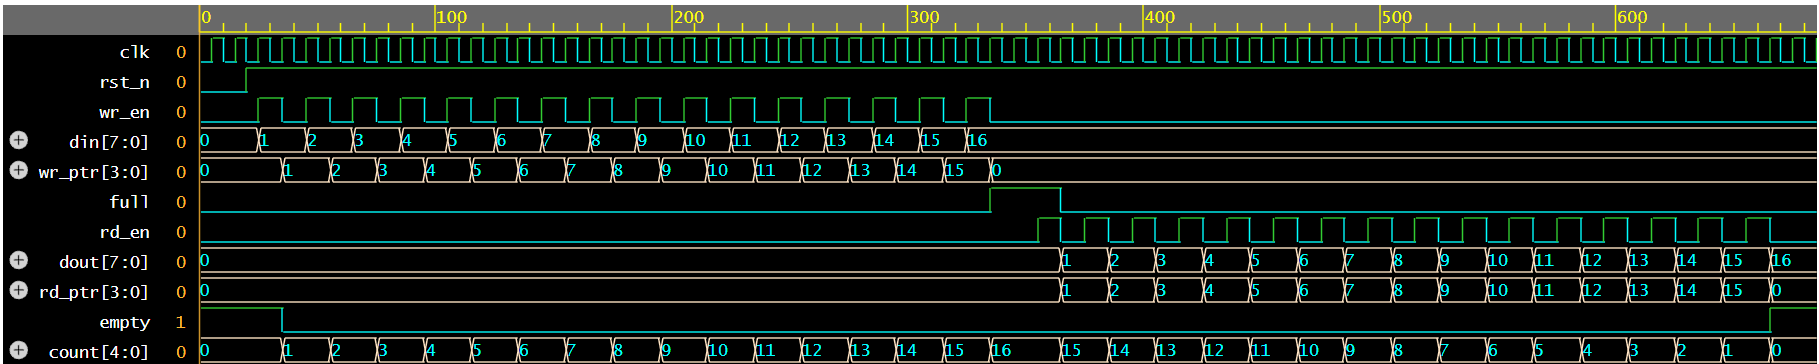 0 100 200 300 400 500 600
clk 0
rst_n 0
wr_en 0
din[7:0] 0 0 1 2 3 4 5 6 7 8 9 10 11 12 13 14 15 16
wr_ptr[3:0] 0 0 1 2 3 4 5 6 7 8 9 10 11 12 13 14 15 0
full 0
rd_en 0
dout[7:0] 0 0 1 2 3 4 5 6 7 8 9 10 11 12 13 14 15 16
rd_ptr[3:0] 0 0 1 2 3 4 5 6 7 8 9 10 11 12 13 14 15 0
empty 1
count[4:0] 0 0 1 2 3 4 5 6 7 8 9 10 11 12 13 14 15 16 15 14 13 12 11 10 9 8 7 6 5 4 3 2 1 0